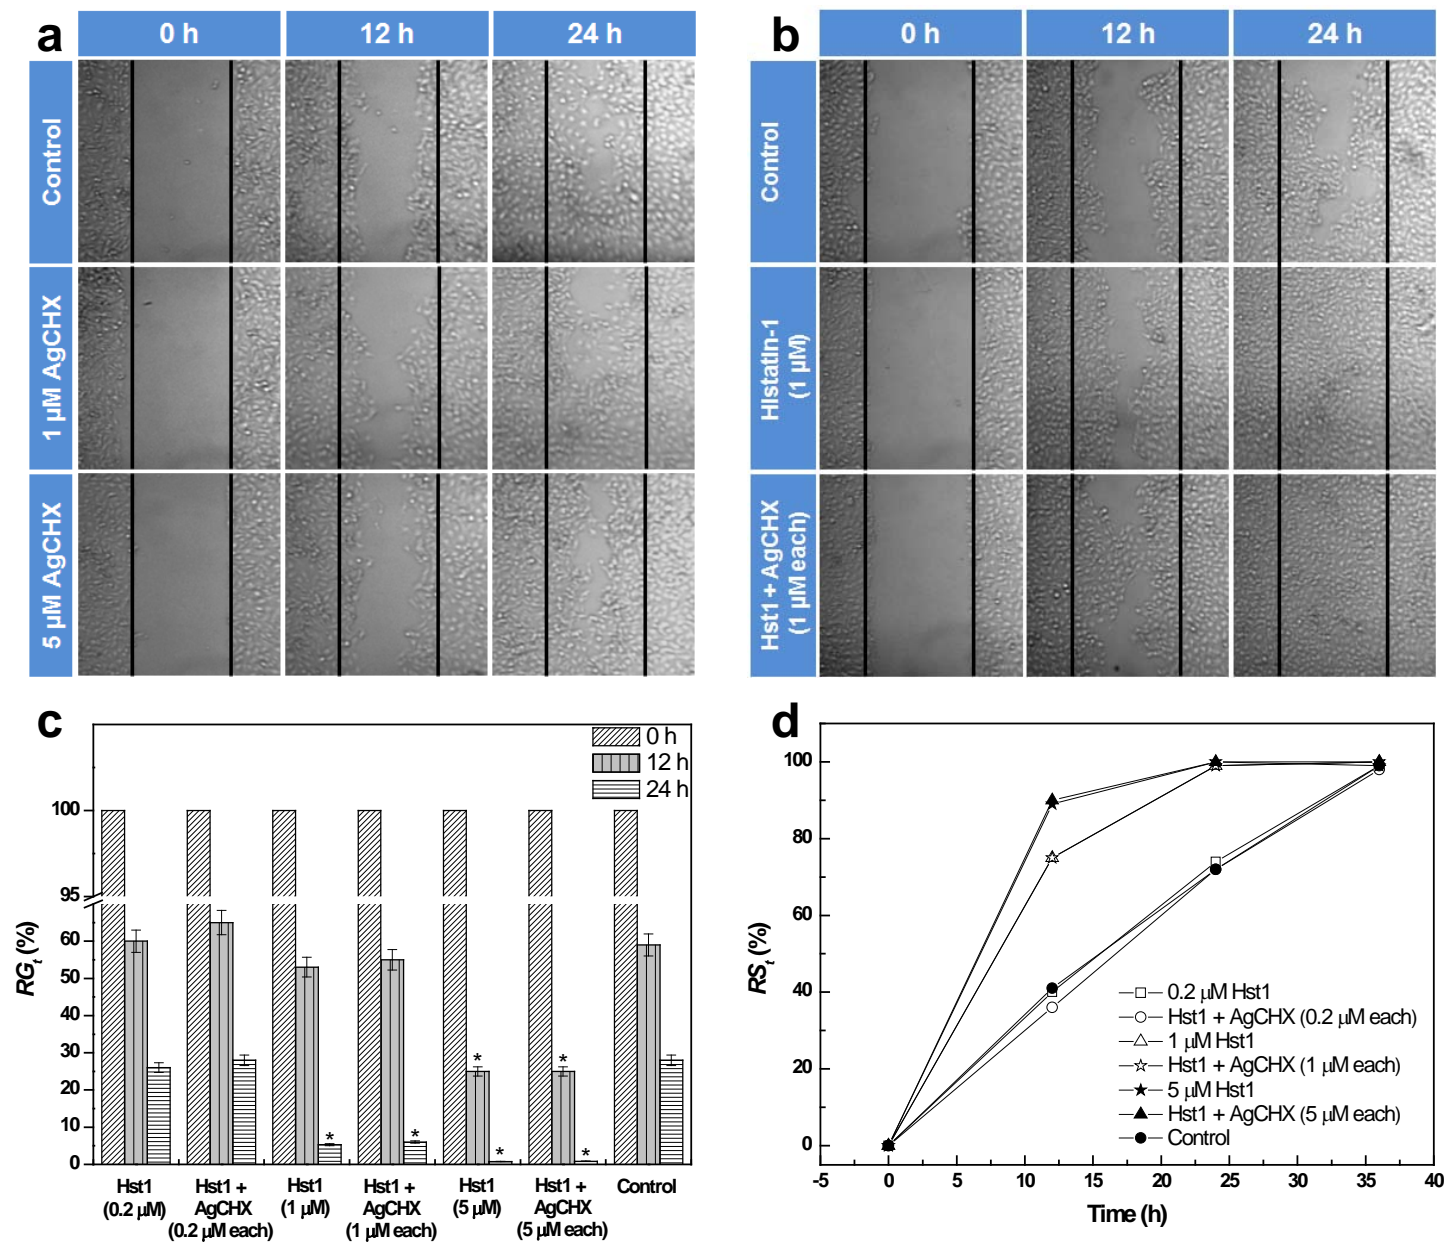 a
0 h
12 h
24 h
Control
1 µM AgCHX
5 µM AgCHX
b
0 h
12 h
24 h
Control
HIstatIn-1
(1 µM)
Hst1 + AgCHX
(1 µM each)
c
0 h
12 h
24 h
100
95
60
50
40
30
20
10
0
RGt (%)
*
*
*
*
*
*
Hst1
(0.2 µM)
Hst1 +
AgCHX
(0.2 µM each)
Hst1
(1 µM)
Hst1 +
AgCHX
(1 µM each)
Hst1
(5 µM)
Hst1 +
AgCHX
(5 µM each)
Control
d
100
80
60
40
20
0
RSt (%)
0.2 µM Hst1
Hst1 + AgCHX (0.2 µM each)
1 µM Hst1
Hst1 + AgCHX (1 µM each)
5 µM Hst1
Hst1 + AgCHX (5 µM each)
Control
-5 0 5 10 15 20 25 30 35 40
Time (h)